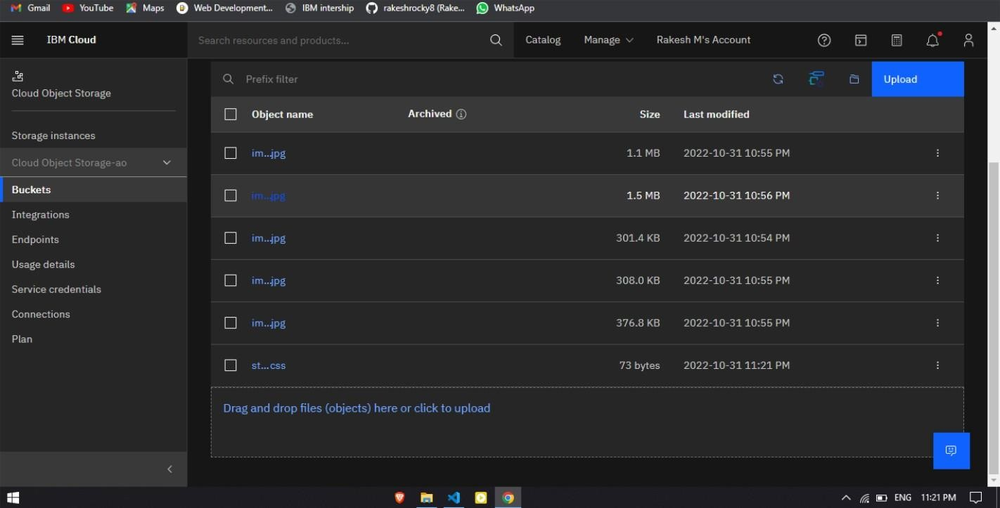 Gmail YouTube Maps Web Development... IBM intership rakeshrocky8 (Rake... WhatsApp
IBM Cloud Search resources and products... Catalog Manage Rakesh M's Account
Cloud Object Storage
Storage instances
Cloud Object Storage-ao
Buckets
Integrations
Endpoints
Usage details
Service credentials
Connections
Plan
Prefix filter Upload
Object name Archived Size Last modified
im...jpg 1.1 MB 2022-10-31 10:55 PM
im...jpg 1.5 MB 2022-10-31 10:56 PM
im...jpg 301.4 KB 2022-10-31 10:54 PM
im...jpg 308.0 KB 2022-10-31 10:55 PM
im...jpg 376.8 KB 2022-10-31 10:55 PM
st...css 73 bytes 2022-10-31 11:21 PM
Drag and drop files (objects) here or click to upload
ENG 11:21 PM